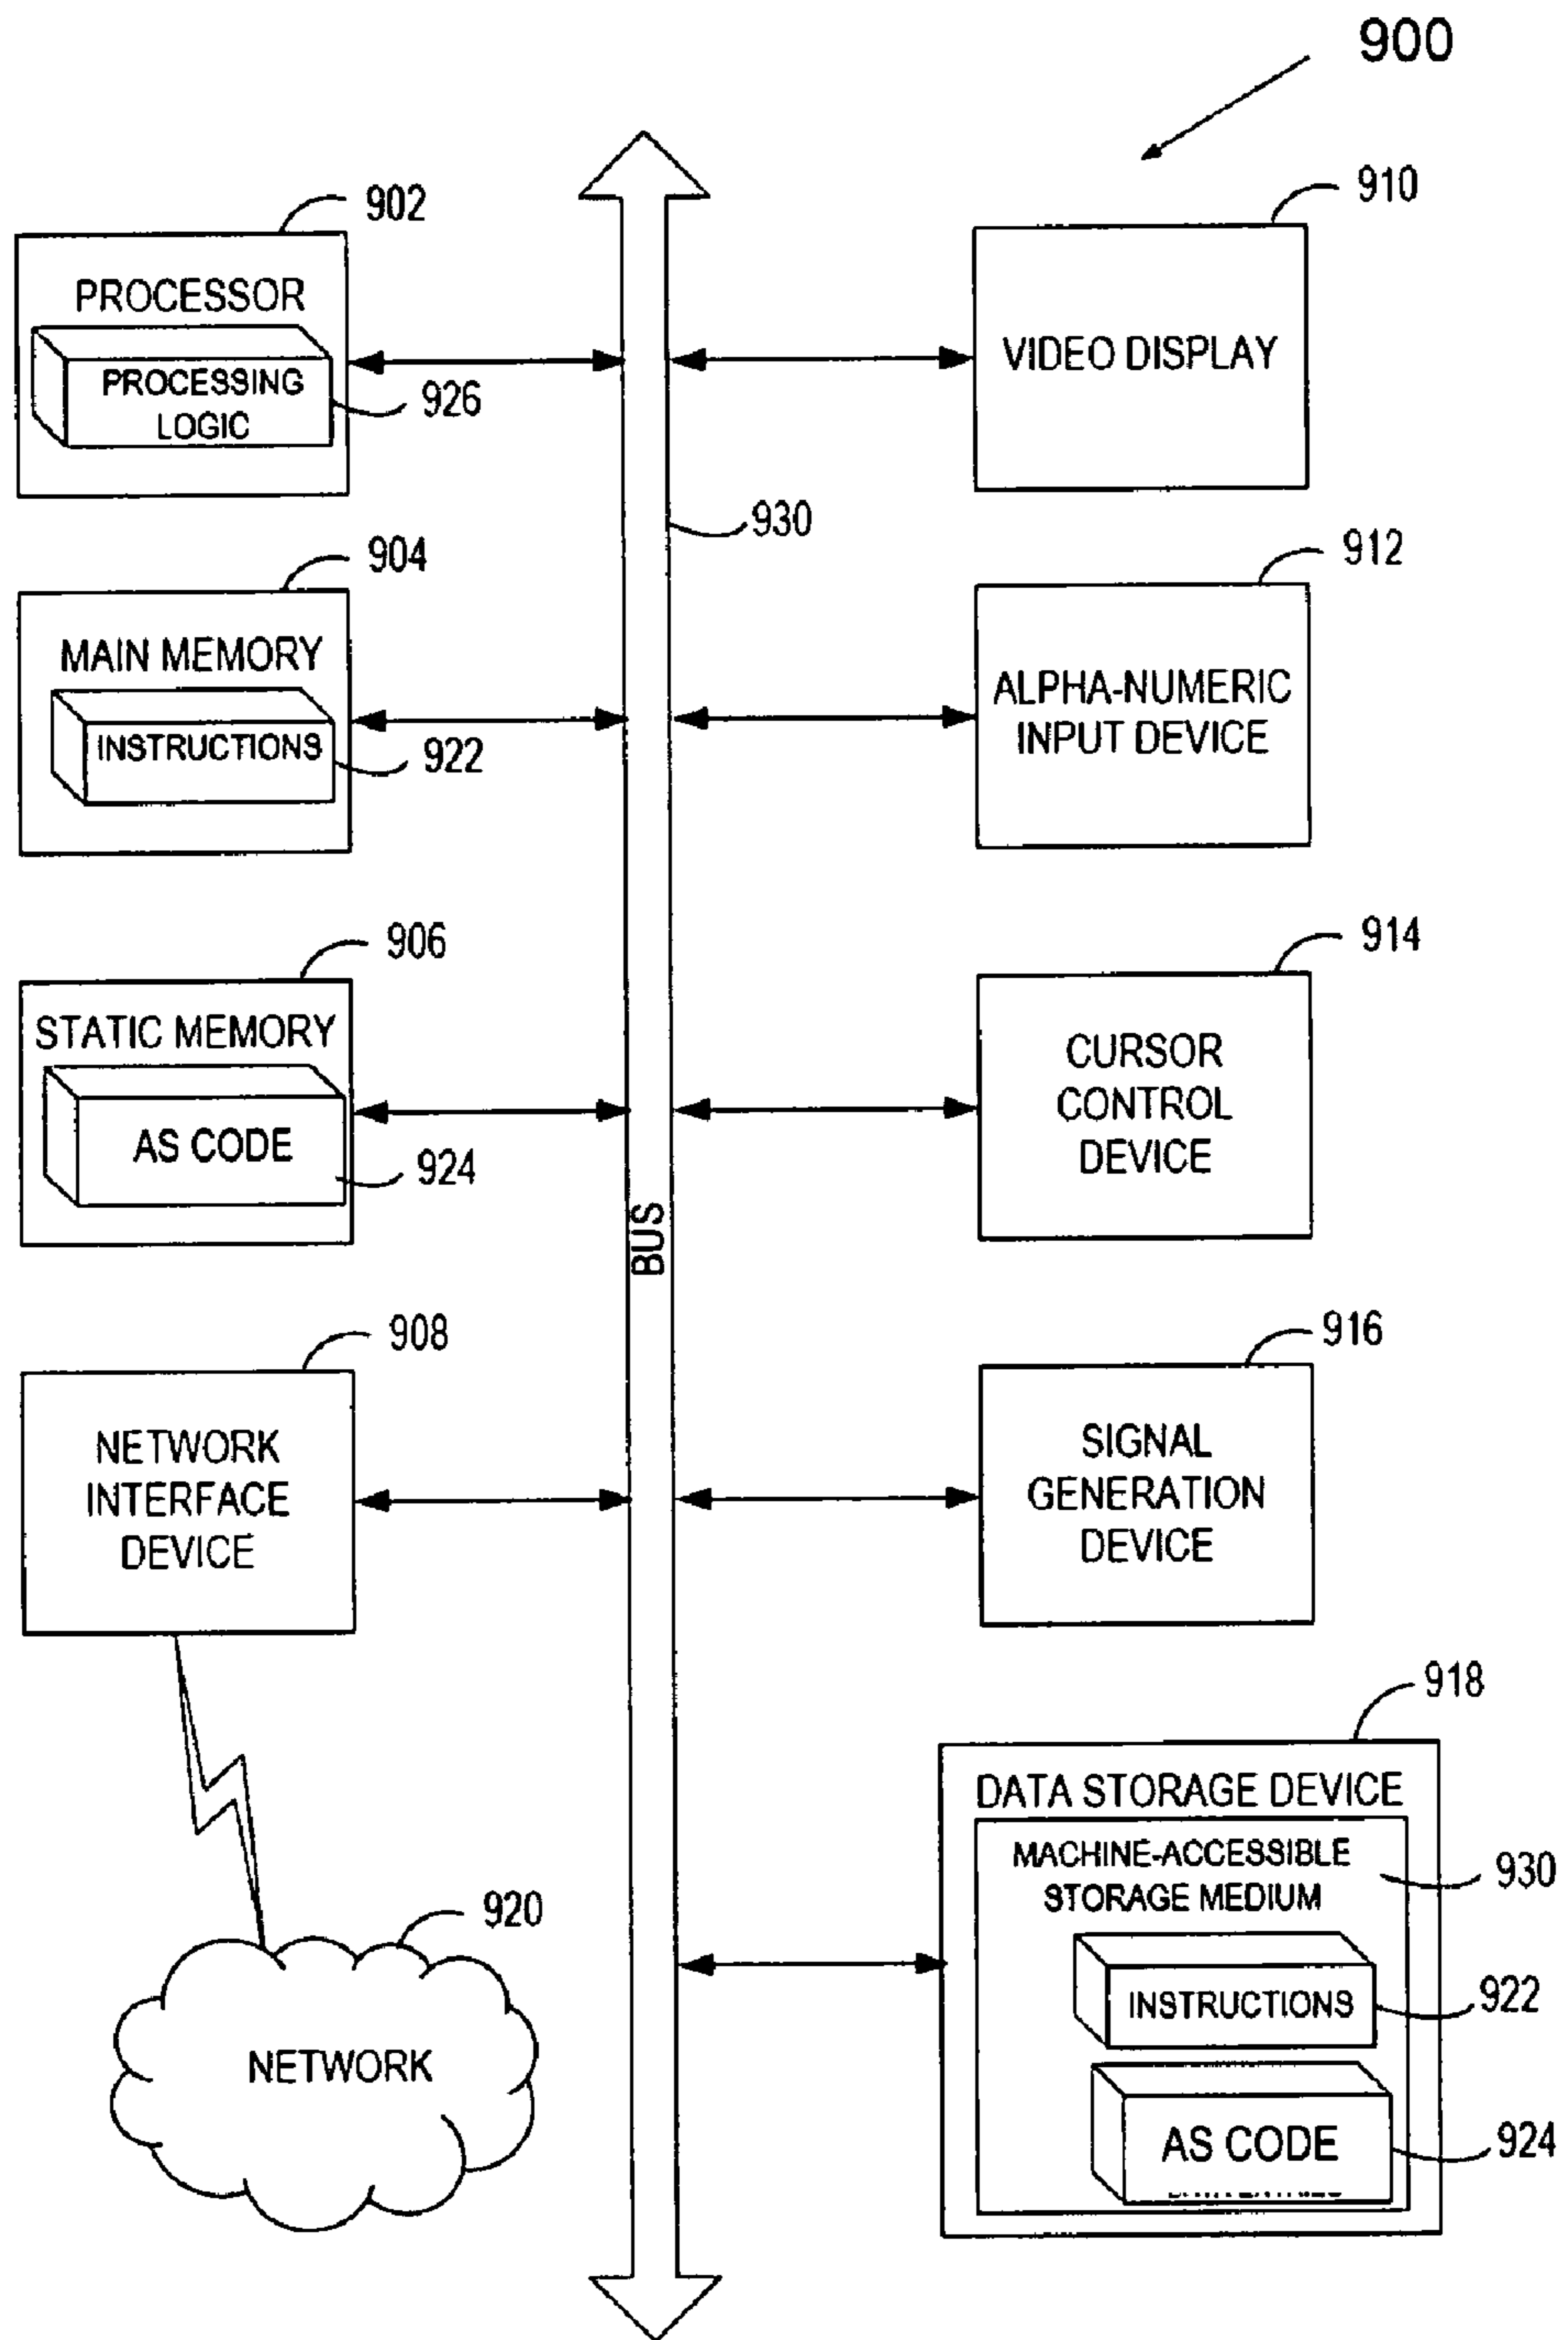 900
902
PROCESSOR
PROCESSING
LOGIC
926
904
MAIN MEMORY
INSTRUCTIONS
922
906
STATIC MEMORY
AS CODE
924
908
NETWORK
INTERFACE
DEVICE
920
NETWORK
930
BUS
910
VIDEO DISPLAY
912
ALPHA-NUMERIC
INPUT DEVICE
914
CURSOR
CONTROL
DEVICE
916
SIGNAL
GENERATION
DEVICE
918
DATA STORAGE DEVICE
MACHINE-ACCESSIBLE
STORAGE MEDIUM
930
INSTRUCTIONS
922
AS CODE
924